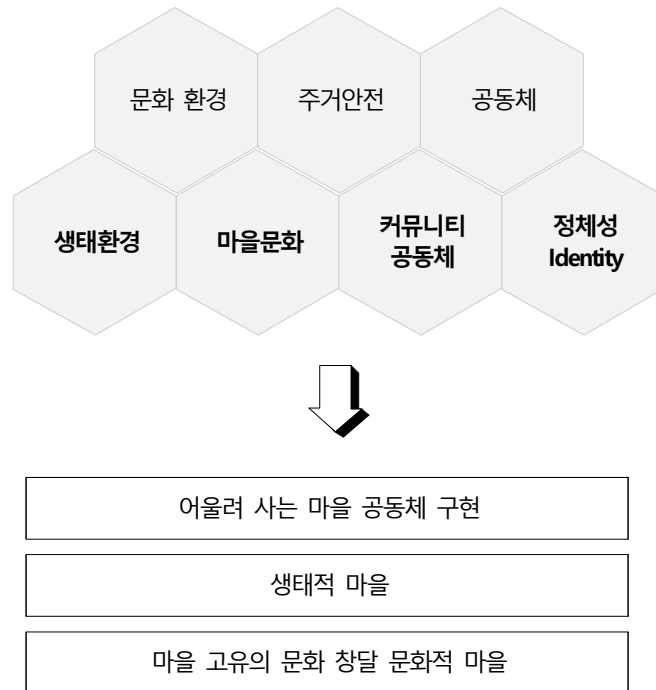 문화 환경
주거안전
공동체
생태환경
마을문화
커뮤니티
공동체
정체성
Identity
어울려 사는 마을 공동체 구현
생태적 마을
마을 고유의 문화 창달 문화적 마을